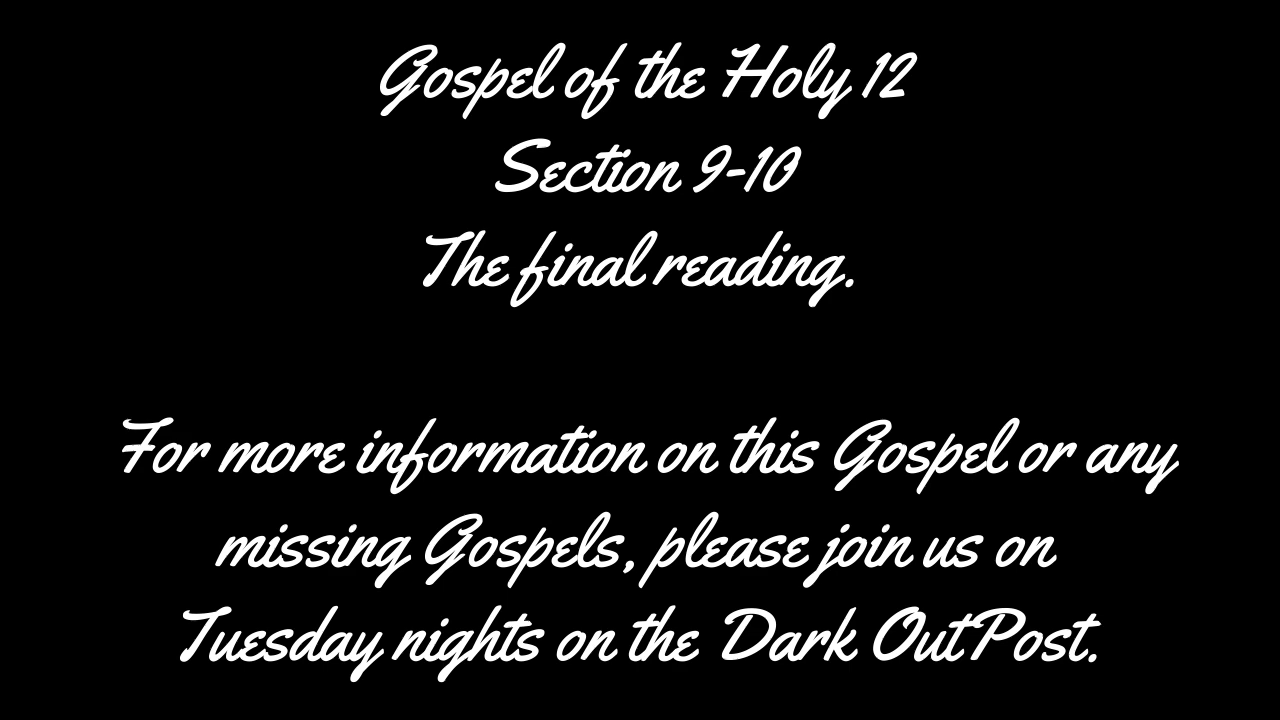 Gospel of the Holy 12
Section 9-10
The final reading.
For more information on this Gospel or any
missing Gospels, please join us on
Tuesday nights on the Dark OutPost.